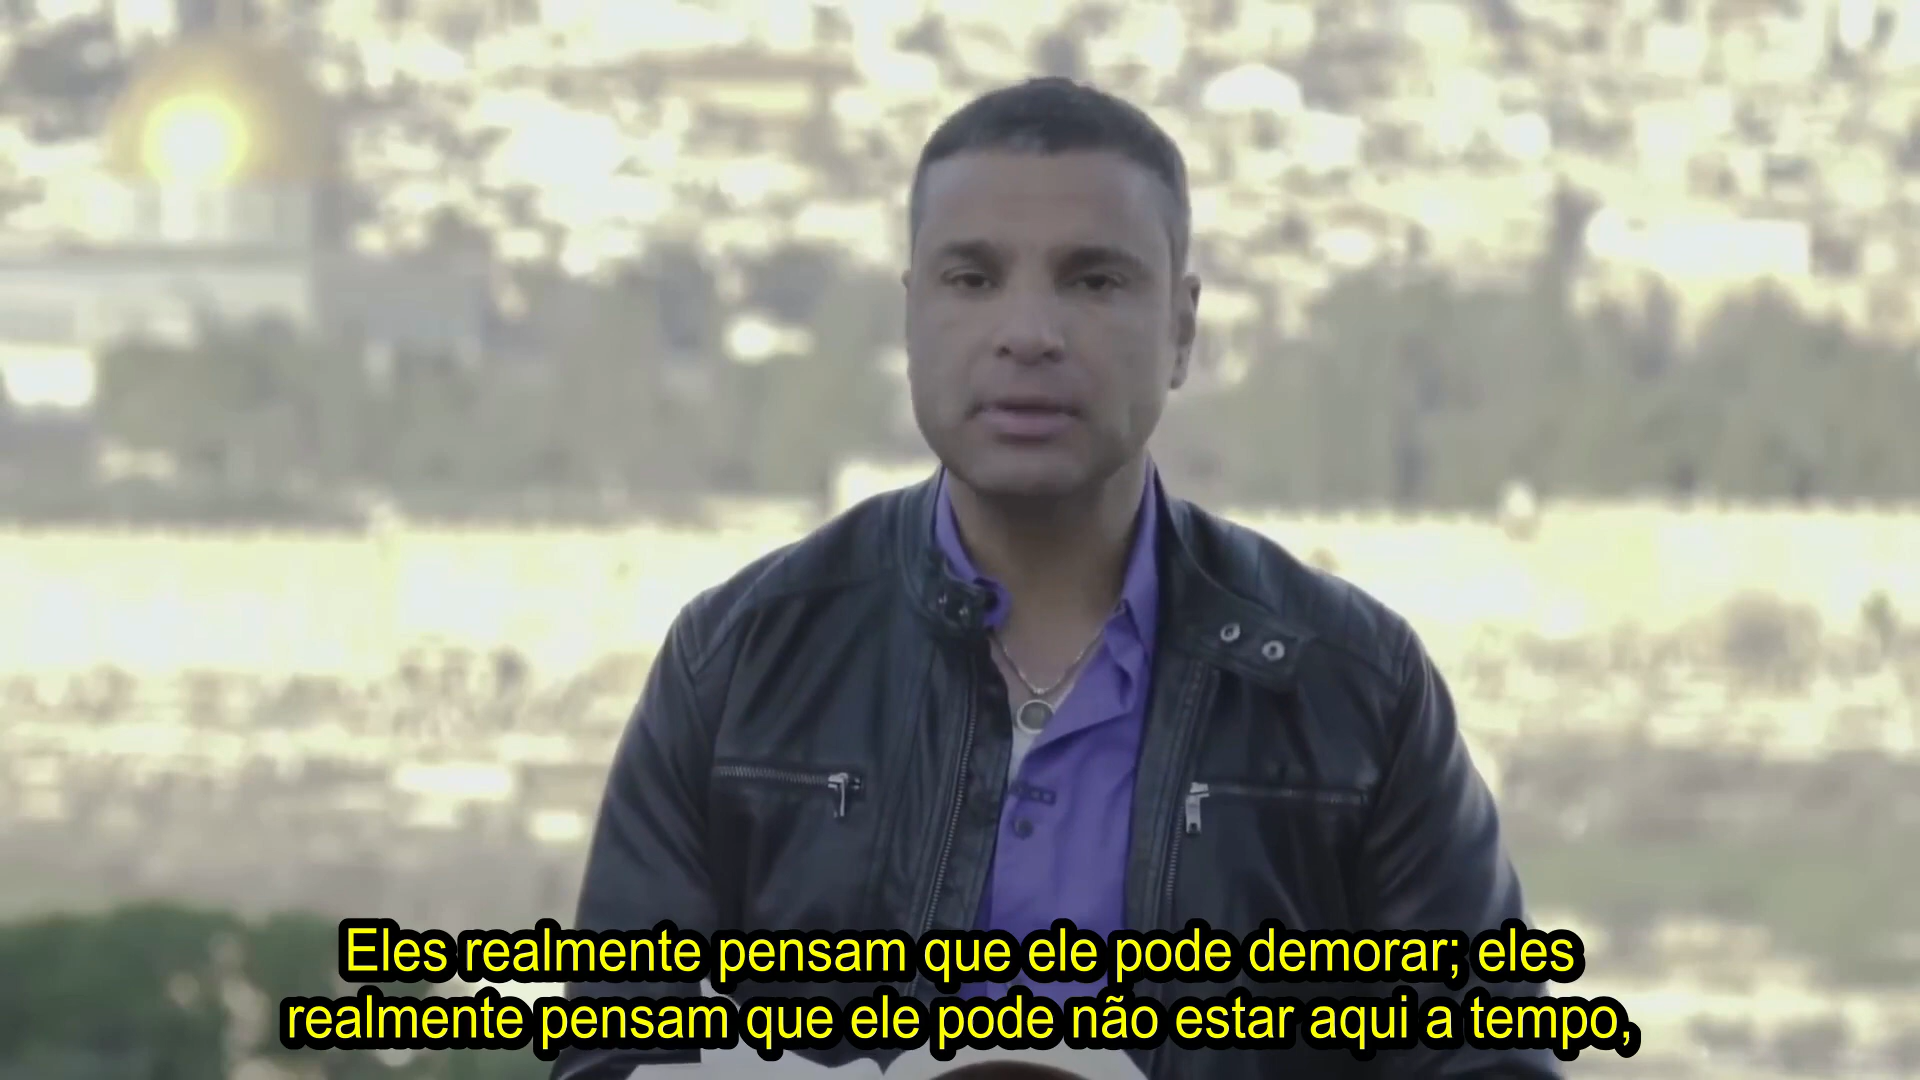 Eles realmente pensam que ele pode demorar; eles
realmente pensam que ele pode não estar aqui a tempo,